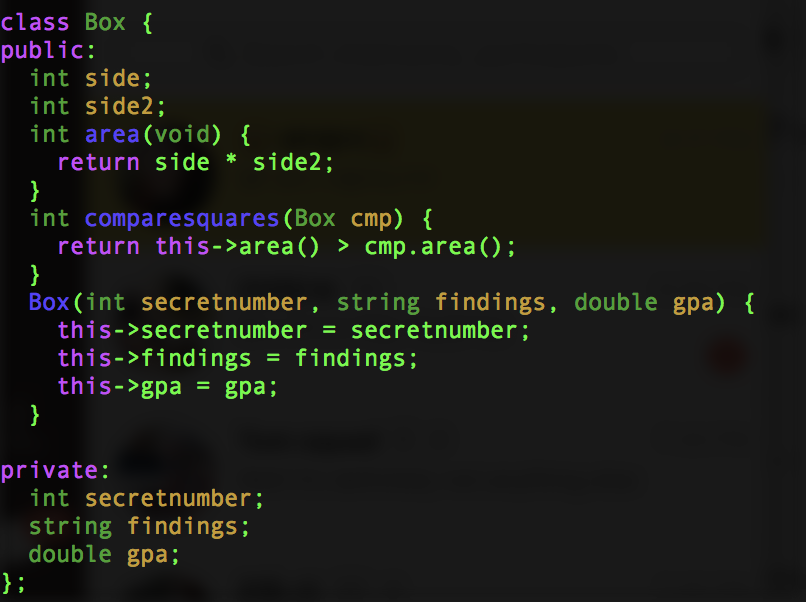 class Box {
public:
  int side;
  int side2;
  int area(void) {
    return side * side2;
  }
  int comparesquares(Box cmp) {
    return this->area() > cmp.area();
  }
  Box(int secretnumber, string findings, double gpa) {
    this->secretnumber = secretnumber;
    this->findings = findings;
    this->gpa = gpa;
  }

private:
  int secretnumber;
  string findings;
  double gpa;
};